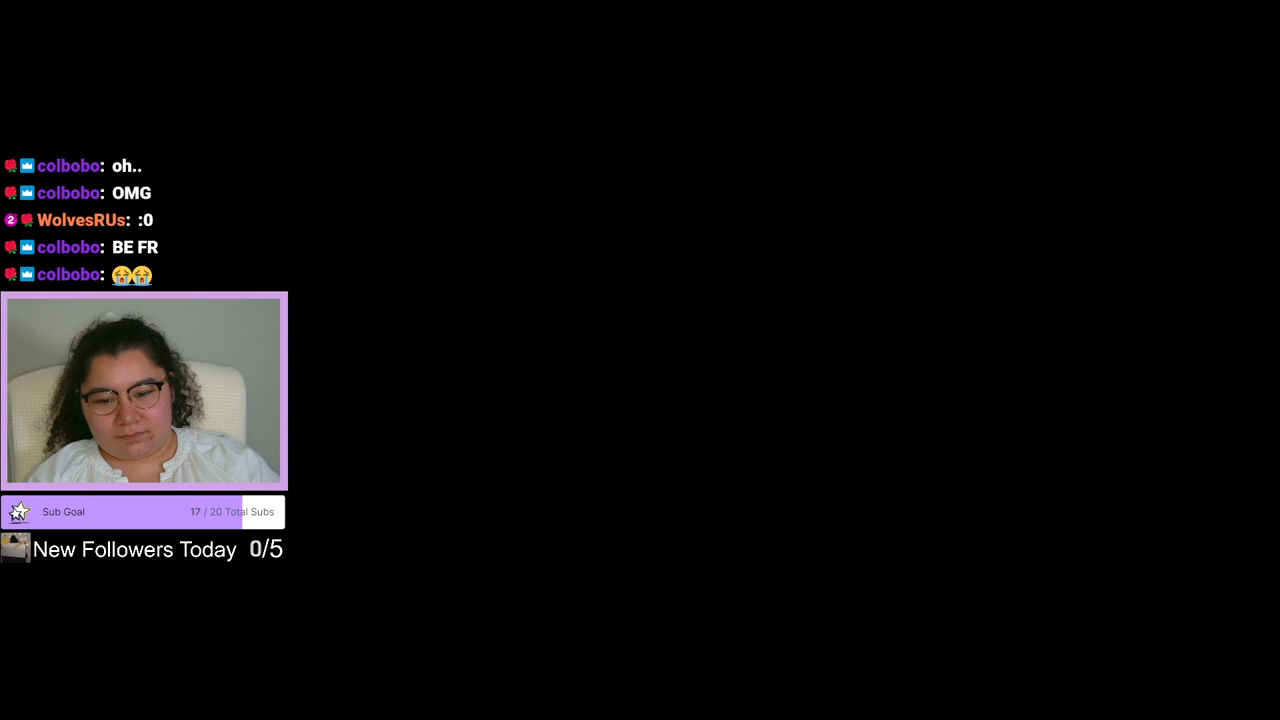 colbobo: oh..
colbobo: OMG
2 WolvesRUs: :0
colbobo: BE FR
colbobo: 😭😭
Sub Goal 17 / 20 Total Subs
New Followers Today 0/5